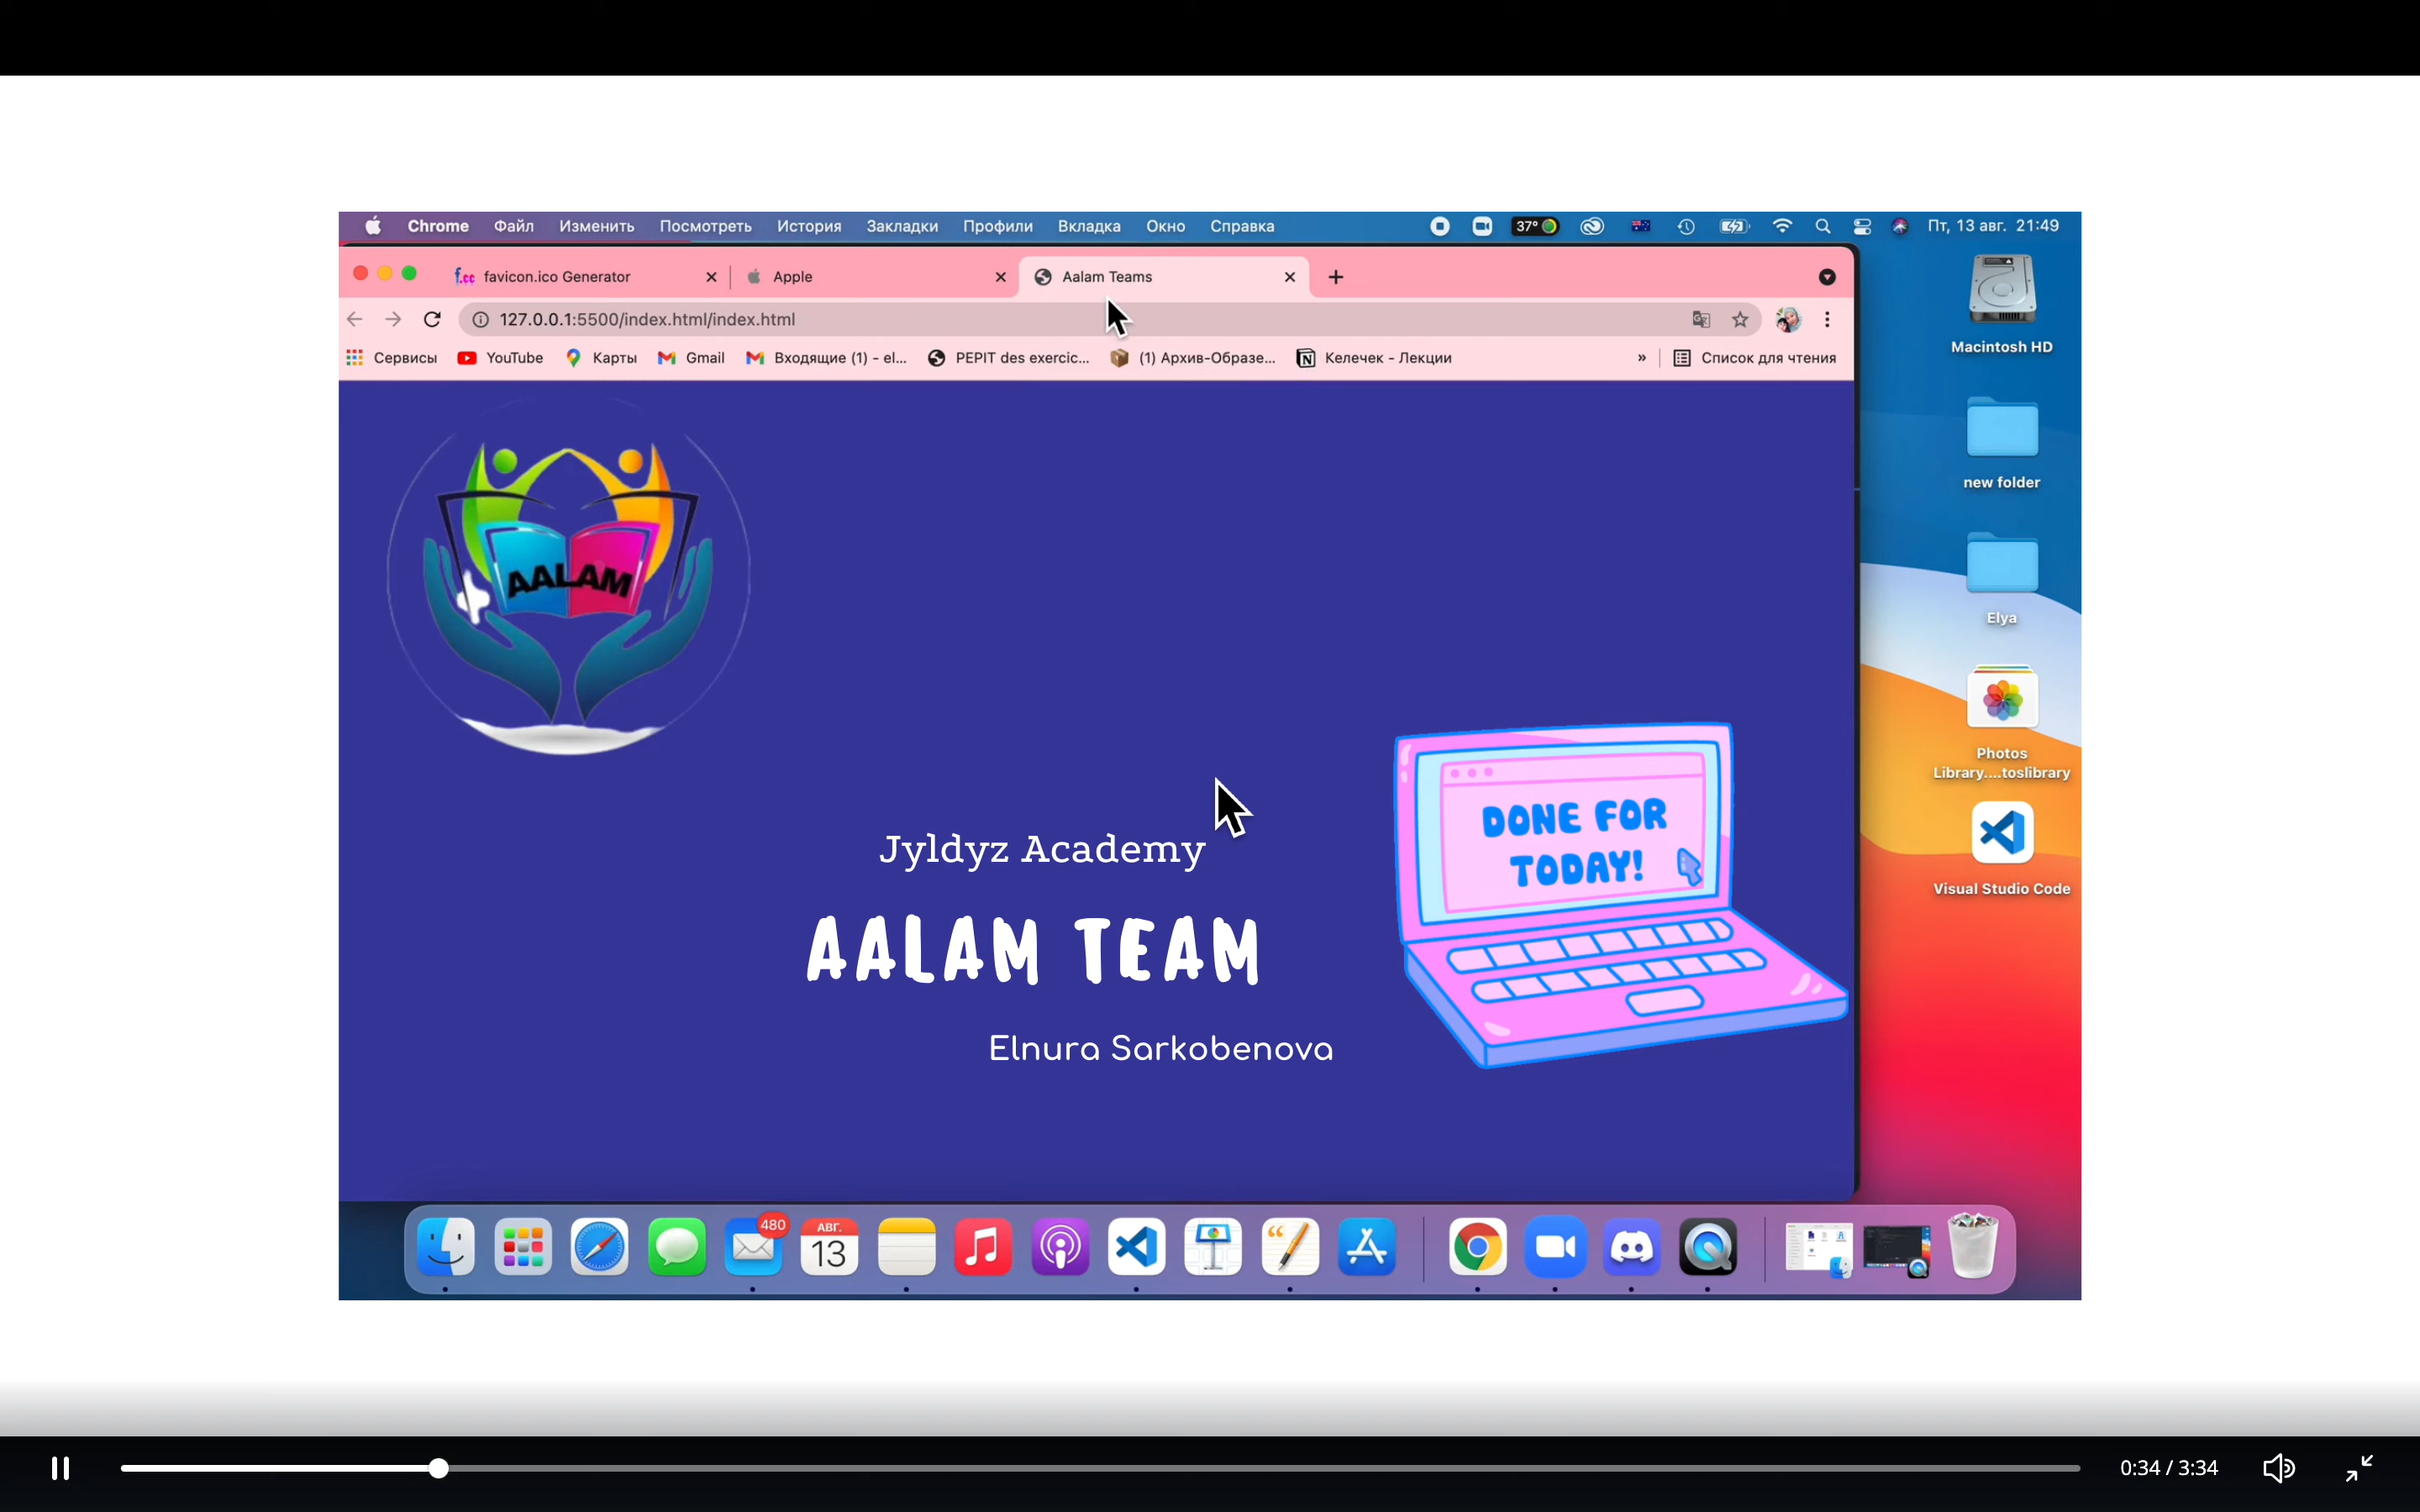 Chrome Файл Изменить Посмотреть История Закладки Профили Вкладка Окно Справка 37° Пт, 13 авг. 21:49
f.cc favicon.ico Generator Apple Aalam Teams
127.0.0.1:5500/index.html/index.html
Сервисы YouTube Карты Gmail Входящие (1) - el... PEPIT des exercic... (1) Архив-Образе... Келечек - Лекции » Список для чтения
Macintosh HD
new folder
Elya
Photos
Library....toslibrary
Visual Studio Code
AALAM
DONE FOR
TODAY!
Jyldyz Academy
AALAM TEAM
Elnura Sarkobenova
480
АВГ.
13
0:34 / 3:34